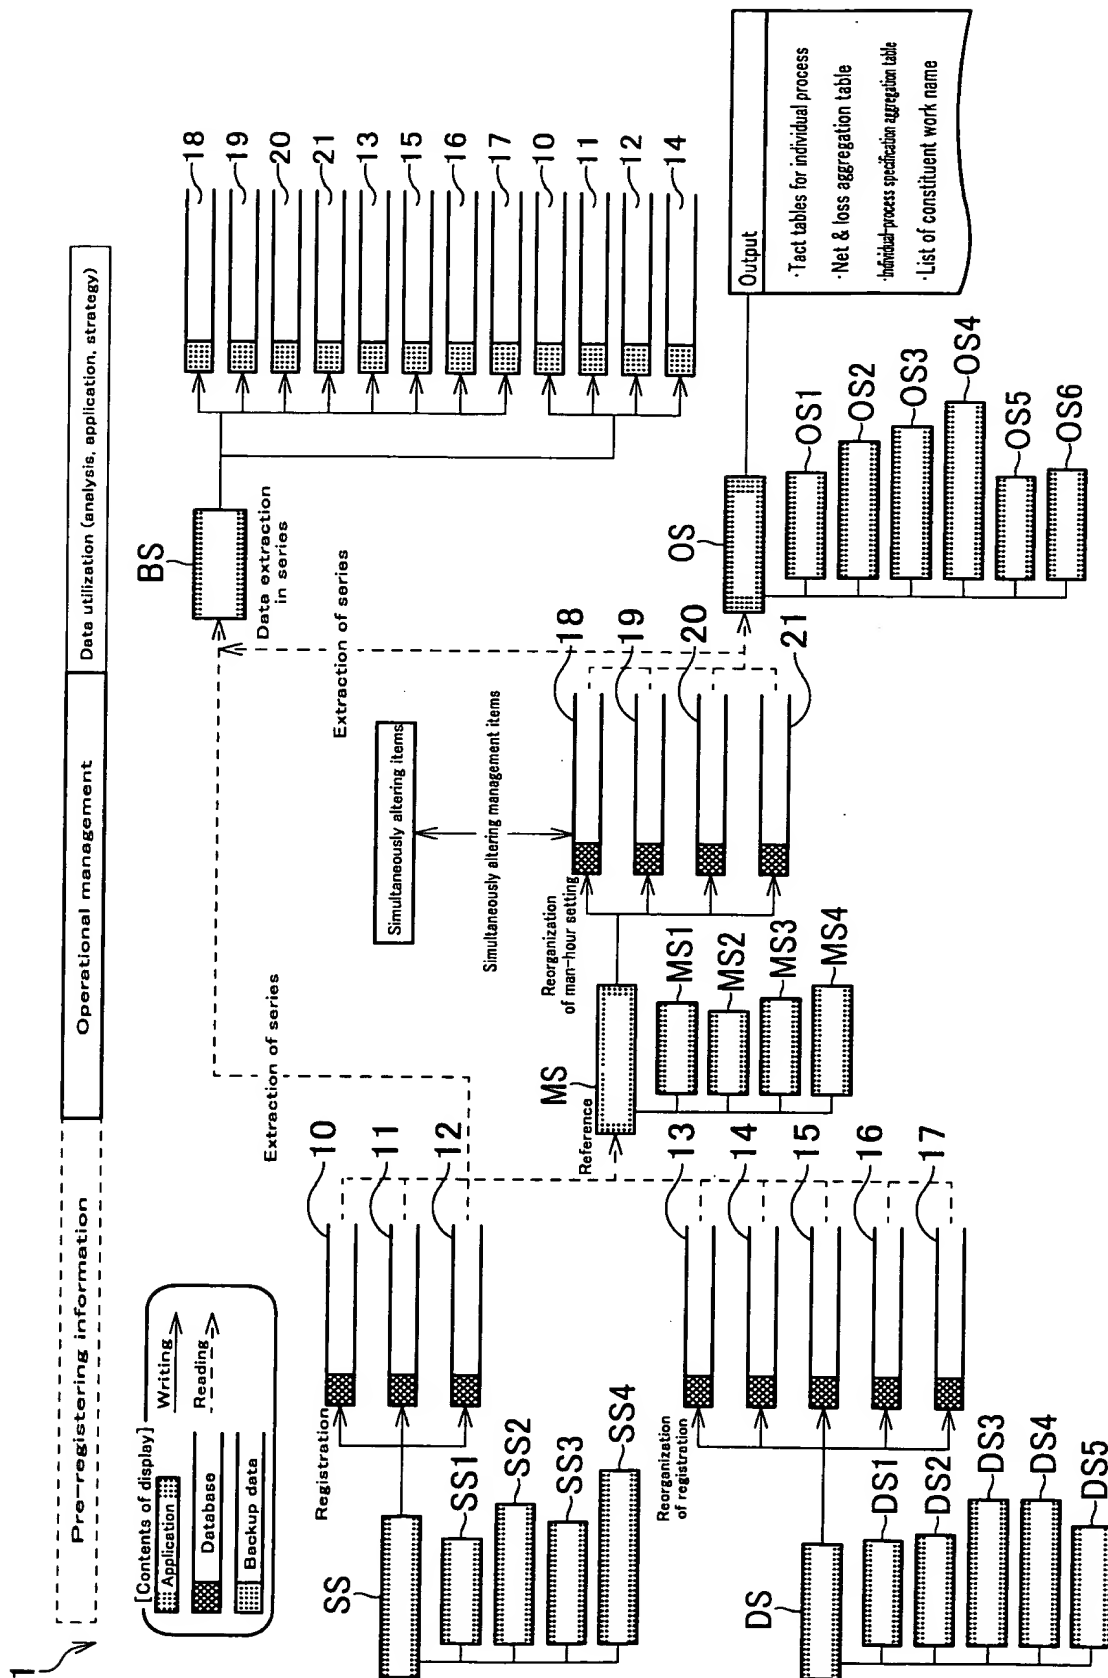 1
Pre-registering information
Operational management
Data utilization (analysis, application, strategy)
[Contents of display]
Application
Database
Backup data
Writing
Reading
SS
SS1
SS2
SS3
SS4
Registration
10
11
12
Extraction of series
DS
DS1
DS2
DS3
DS4
DS5
Reorganization
of registration
13
14
15
16
17
Reference
MS
MS1
MS2
MS3
MS4
Reorganization
of man-hour setting
Simultaneously altering items
Simultaneously altering management items
18
19
20
21
Extraction of series
Data extraction
in series
BS
18
19
20
21
13
15
16
17
10
11
12
14
OS
OS1
OS2
OS3
OS4
OS5
OS6
Output
·Tact tables for individual process
·Net & loss aggregation table
·Individual-process specification aggregation table
·List of constituent work name